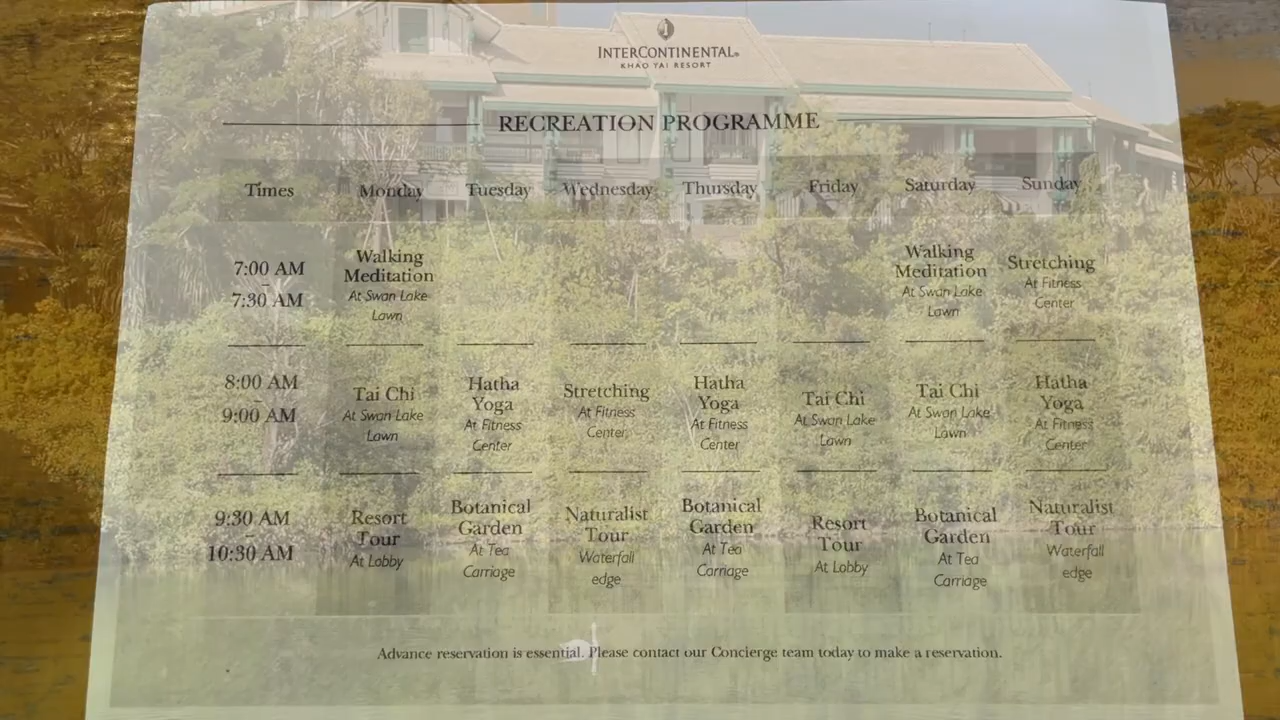 INTERCONTINENTAL®
KHAO YAI RESORT
RECREATION PROGRAMME
Times Monday Tuesday Wednesday Thursday Friday Saturday Sunday
7:00 AM
–
7:30 AM
Walking
Meditation
At Swan Lake
Lawn
Walking
Meditation
At Swan Lake
Lawn
Stretching
At Fitness
Center
8:00 AM
–
9:00 AM
Tai Chi
At Swan Lake
Lawn
Hatha
Yoga
At Fitness
Center
Stretching
At Fitness
Center
Hatha
Yoga
At Fitness
Center
Tai Chi
At Swan Lake
Lawn
Tai Chi
At Swan Lake
Lawn
Hatha
Yoga
At Fitness
Center
9:30 AM
–
10:30 AM
Resort
Tour
At Lobby
Botanical
Garden
At Tea
Carriage
Naturalist
Tour
Waterfall
edge
Botanical
Garden
At Tea
Carriage
Resort
Tour
At Lobby
Botanical
Garden
At Tea
Carriage
Naturalist
Tour
Waterfall
edge
Advance reservation is essential. Please contact our Concierge team today to make a reservation.